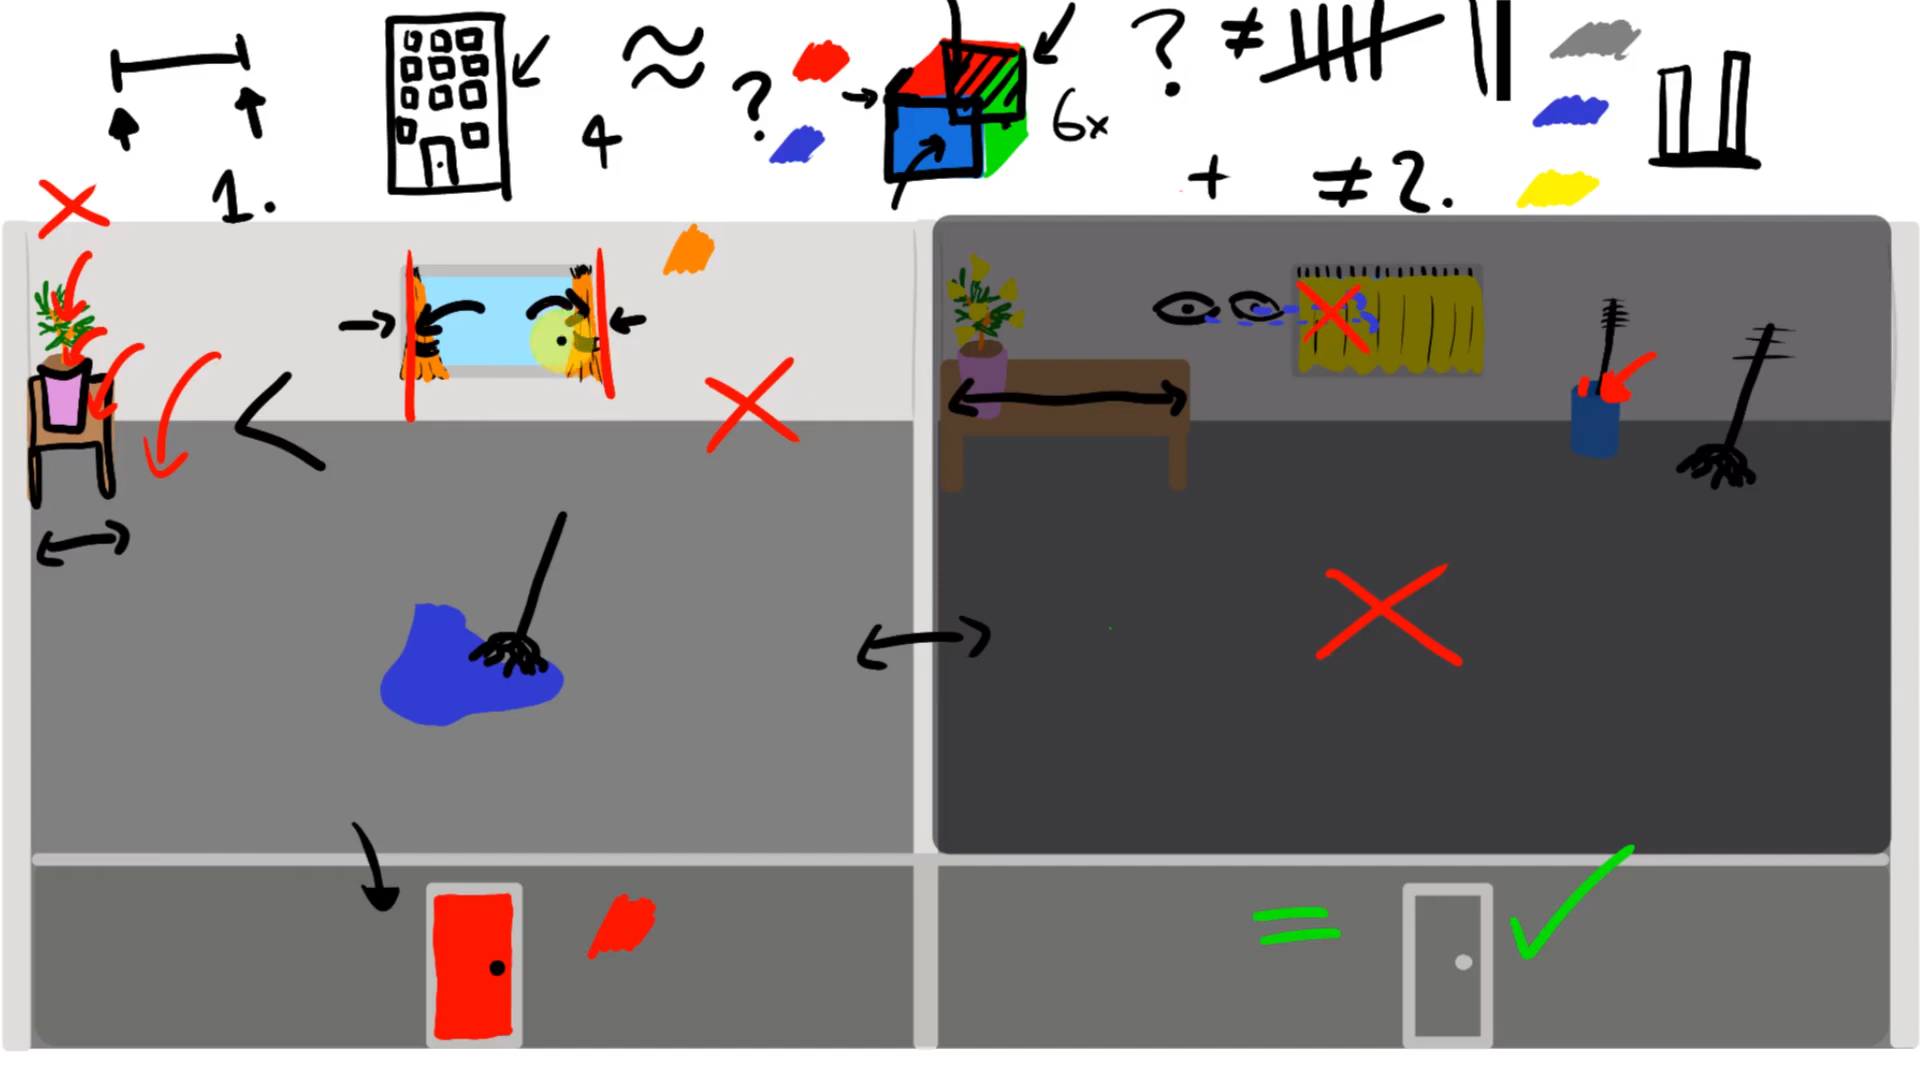 ≈ ? ? ≠
4 6x
1. + ≠ 2.
<
=